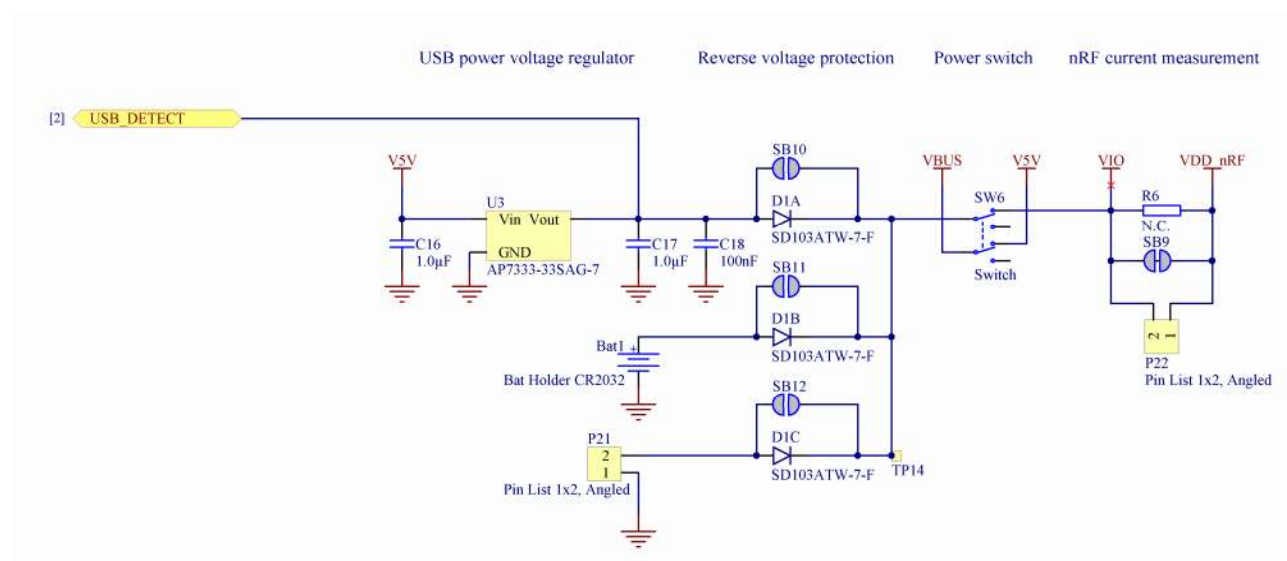 USB power voltage regulator
Reverse voltage protection
Power switch
nRF current measurement
[2]
USB_DETECT
SB10
V5V
VBUS
V5V
VIO
VDD_nRF
U3
D1A
SW6
R6
Vin Vout
N.C.
GND
SD103ATW-7-F
SB9
C16
1.0µF
AP7333-33SAG-7
C17
1.0µF
C18
100nF
SB11
Switch
D1B
Bat1 +
SD103ATW-7-F
2 1
P22
Bat Holder CR2032
SB12
Pin List 1x2, Angled
P21
D1C
2
1
SD103ATW-7-F
TP14
Pin List 1x2, Angled